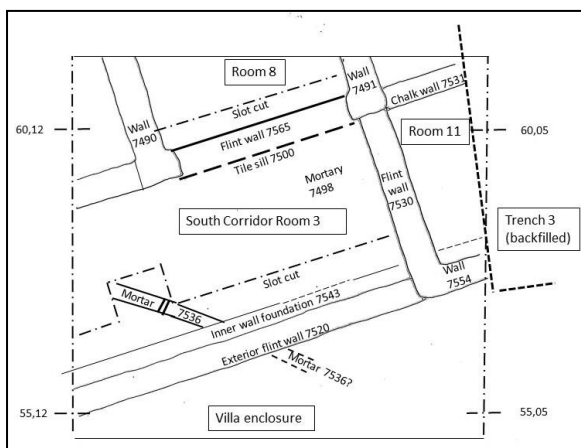 Room 8
Wall
7491
Chalk wall 7531
Slot cut
60,12
Wall
7490
Flint wall 7565
Room 11
60,05
Tile sill 7500
Mortary
7498
Flint
wall
7530
South Corridor Room 3
Trench 3
(backfilled)
Slot cut
Wall
7554
Mortar 7536
Inner wall foundation 7543
Exterior flint wall 7520
Mortar 7536?
55,12
Villa enclosure
55,05